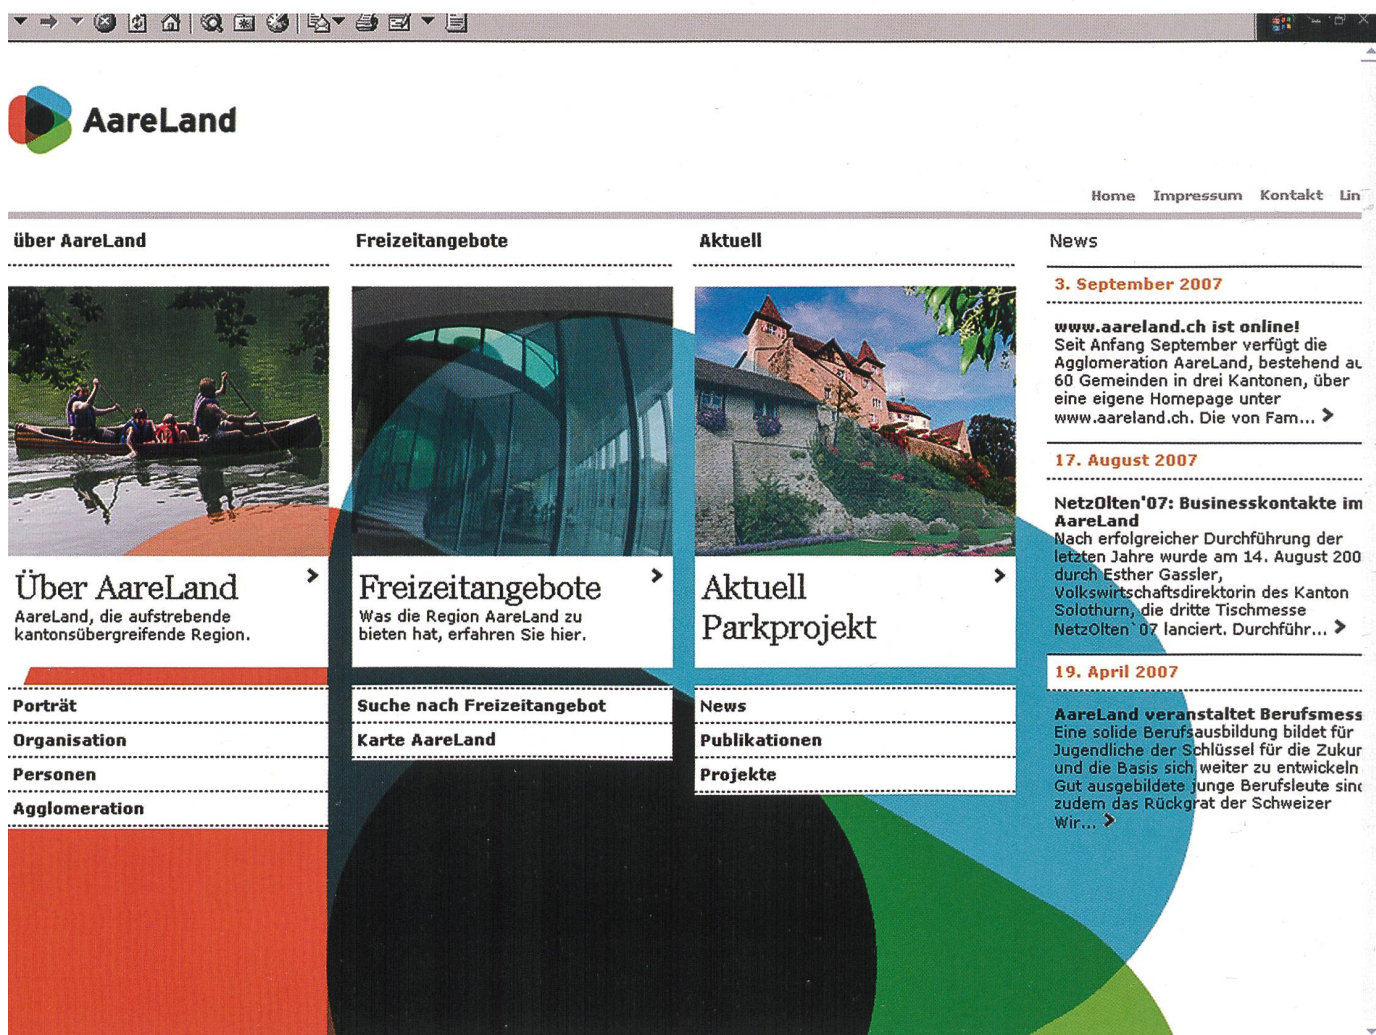 AareLand
Home Impressum Kontakt Lin
über AareLand
Freizeitangebote
Aktuell
News
3. September 2007
www.aareland.ch ist online!
Seit Anfang September verfügt die
Agglomeration AareLand, bestehend au
60 Gemeinden in drei Kantonen, über
eine eigene Homepage unter
www.aareland.ch. Die von Fam...
17. August 2007
NetzOlten'07: Businesskontakte im
AareLand
Nach erfolgreicher Durchführung der
letzten Jahre wurde am 14. August 200
durch Esther Gassler,
Volkswirtschaftsdirektorin des Kanton
Solothurn, die dritte Tischmesse
NetzOlten`07 lanciert. Durchführ...
19. April 2007
AareLand veranstaltet Berufsmess
Eine solide Berufsausbildung bildet für
Jugendliche der Schlüssel für die Zukun
und die Basis sich weiter zu entwickeln
Gut ausgebildete junge Berufsleute sind
zudem das Rückgrat der Schweizer
Wir...
Über AareLand
AareLand, die aufstrebende
kantonsübergreifende Region.
Porträt
Organisation
Personen
Agglomeration
Freizeitangebote
Was die Region AareLand zu
bieten hat, erfahren Sie hier.
Suche nach Freizeitangebot
Karte AareLand
Aktuell
Parkprojekt
News
Publikationen
Projekte